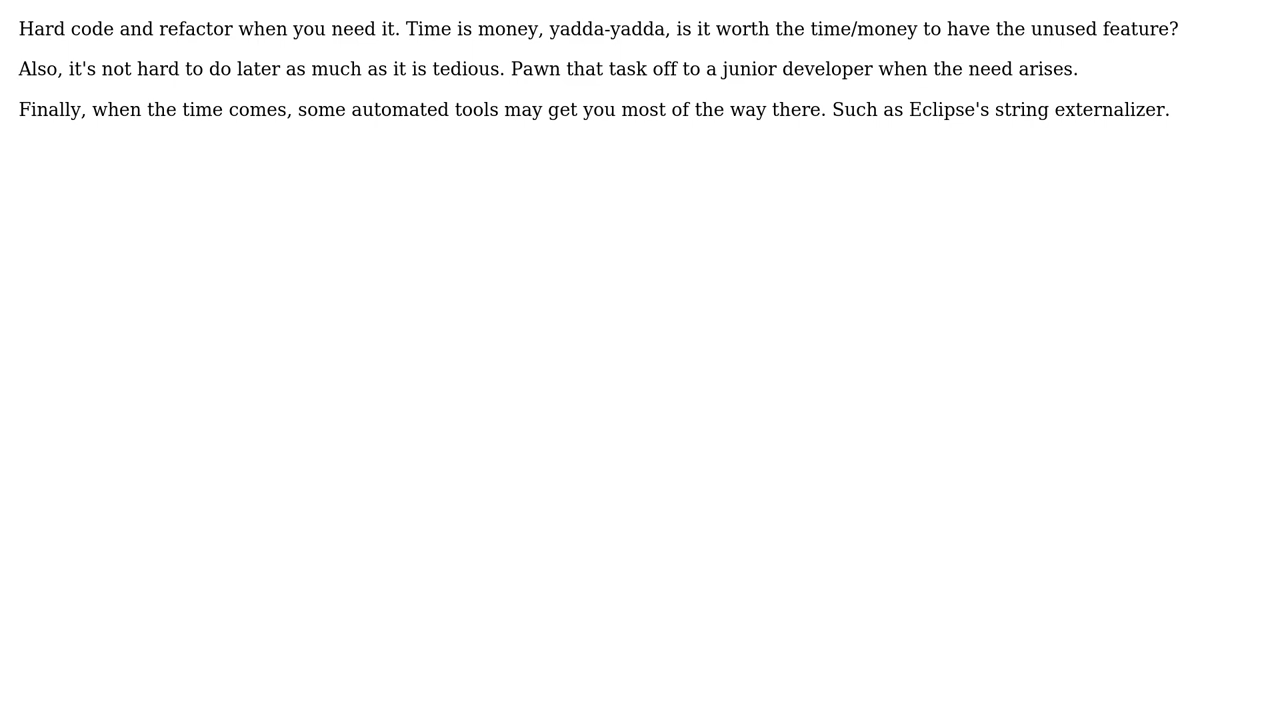 Hard code and refactor when you need it. Time is money, yadda-yadda, is it worth the time/money to have the unused feature?
Also, it's not hard to do later as much as it is tedious. Pawn that task off to a junior developer when the need arises.
Finally, when the time comes, some automated tools may get you most of the way there. Such as Eclipse's string externalizer.